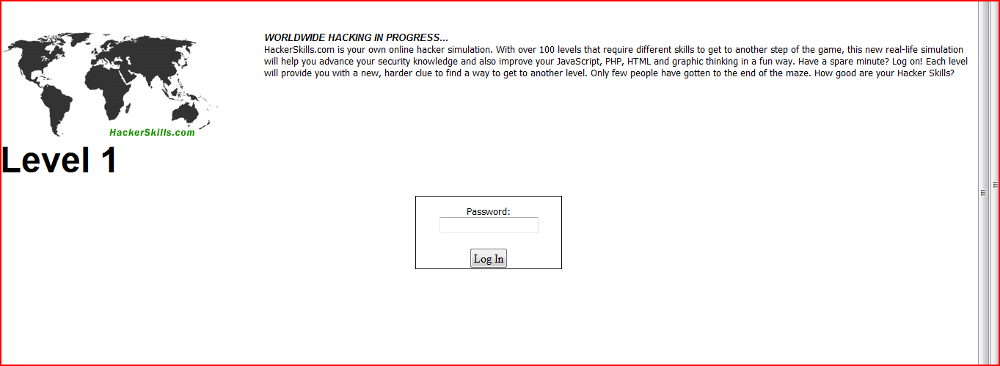 WORLDWIDE HACKING IN PROGRESS...
HackerSkills.com is your own online hacker simulation. With over 100 levels that require different skills to get to another step of the game, this new real-life simulation
will help you advance your security knowledge and also improve your JavaScript, PHP, HTML and graphic thinking in a fun way. Have a spare minute? Log on! Each level
will provide you with a new, harder clue to find a way to get to another level. Only few people have gotten to the end of the maze. How good are your Hacker Skills?
HackerSkills.com
Level 1
Password:
Log In